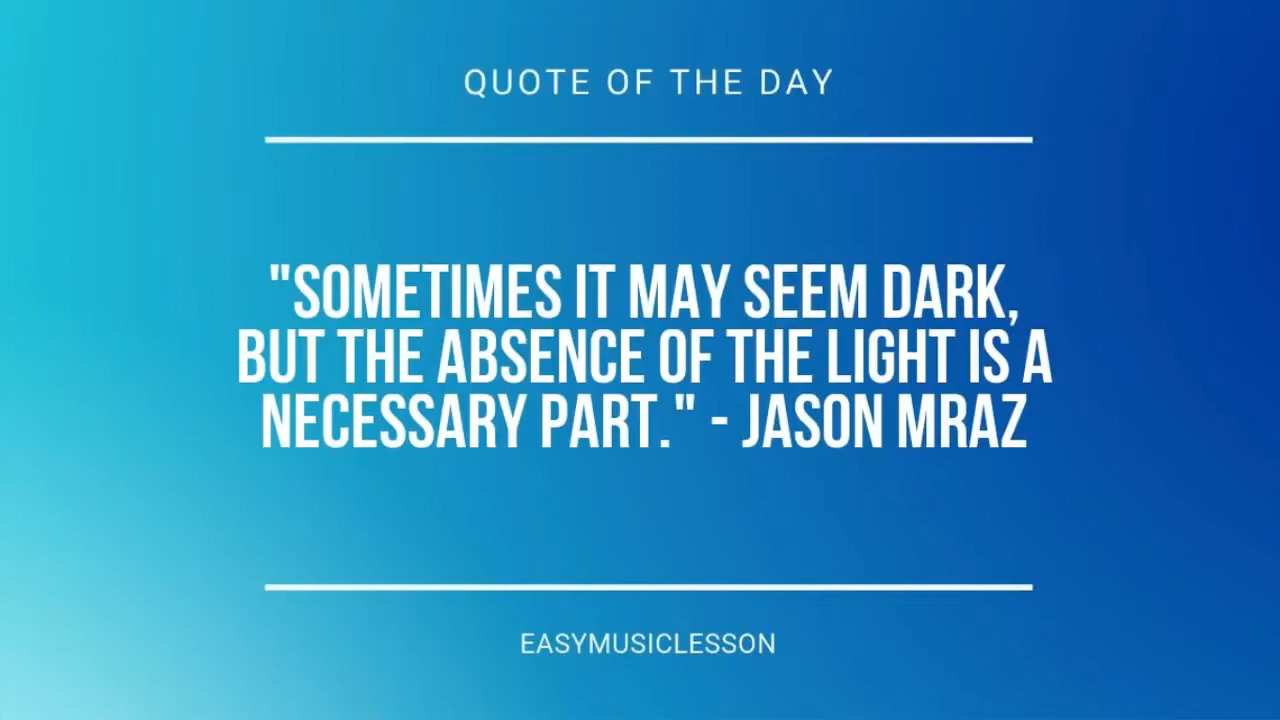 QUOTE OF THE DAY
"SOMETIMES IT MAY SEEM DARK,
BUT THE ABSENCE OF THE LIGHT IS A
NECESSARY PART." - JASON MRAZ
EASYMUSICLESSON